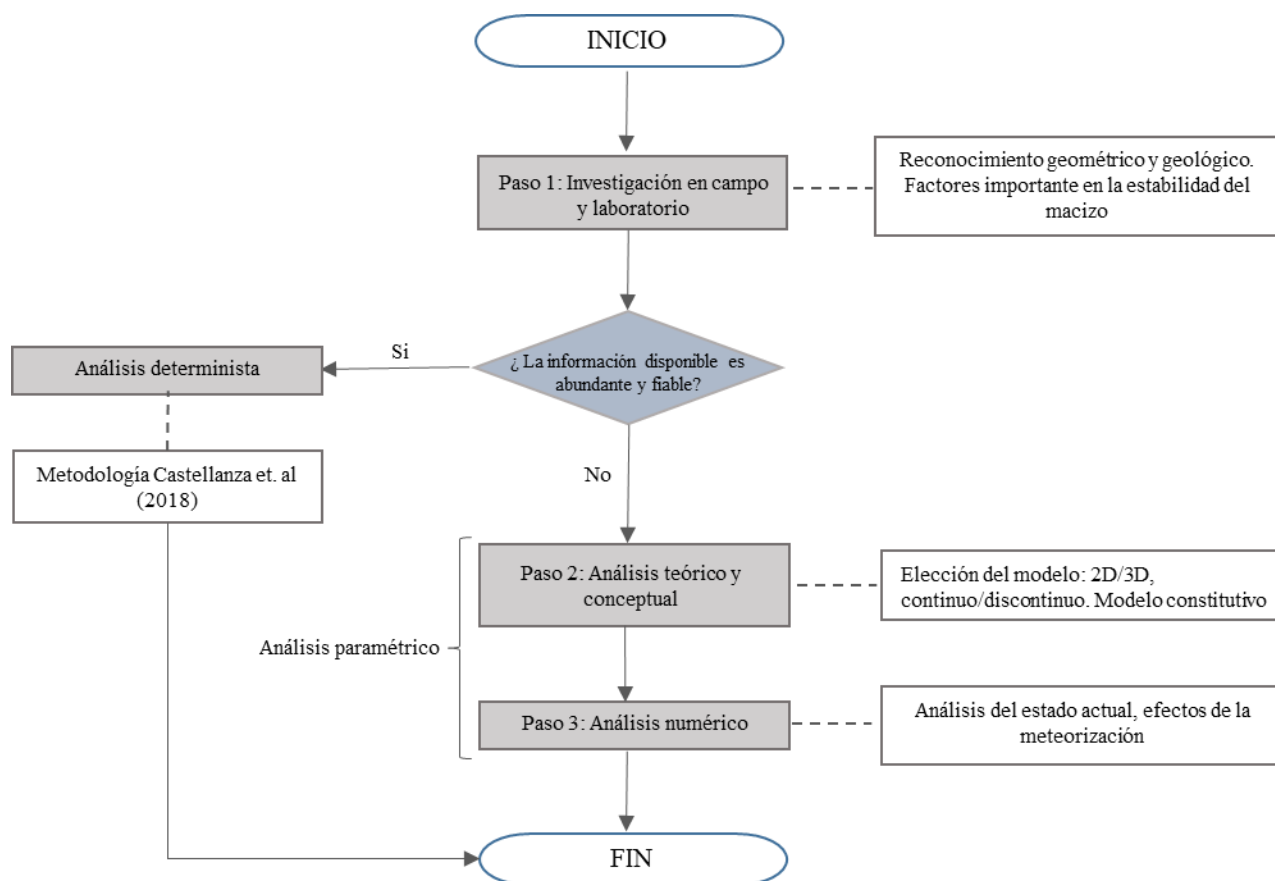 INICIO
Paso 1: Investigación en campo
y laboratorio
Reconocimiento geométrico y geológico.
Factores importante en la estabilidad del
macizo
¿ La información disponible es
abundante y fiable?
Si
Análisis determinista
Metodología Castellanza et. al
(2018)
No
Paso 2: Análisis teórico y
conceptual
Elección del modelo: 2D/3D,
continuo/discontinuo. Modelo constitutivo
Análisis paramétrico
Paso 3: Análisis numérico
Análisis del estado actual, efectos de la
meteorización
FIN